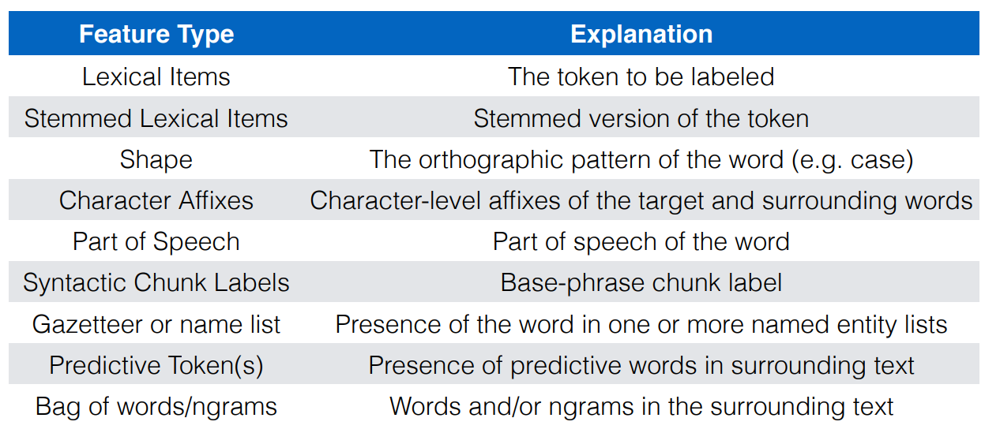 Feature Type Explanation
Lexical Items The token to be labeled
Stemmed Lexical Items Stemmed version of the token
Shape The orthographic pattern of the word (e.g. case)
Character Affixes Character-level affixes of the target and surrounding words
Part of Speech Part of speech of the word
Syntactic Chunk Labels Base-phrase chunk label
Gazetteer or name list Presence of the word in one or more named entity lists
Predictive Token(s) Presence of predictive words in surrounding text
Bag of words/ngrams Words and/or ngrams in the surrounding text